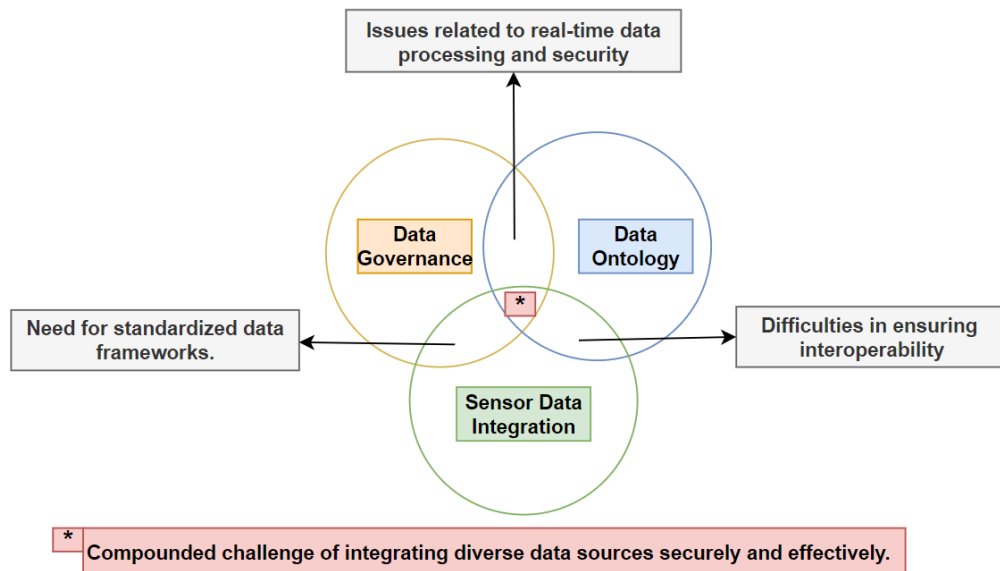 Issues related to real-time data
processing and security
Data
Governance
Data
Ontology
*
Need for standardized data
frameworks.
Difficulties in ensuring
interoperability
Sensor Data
Integration
*
Compounded challenge of integrating diverse data sources securely and effectively.